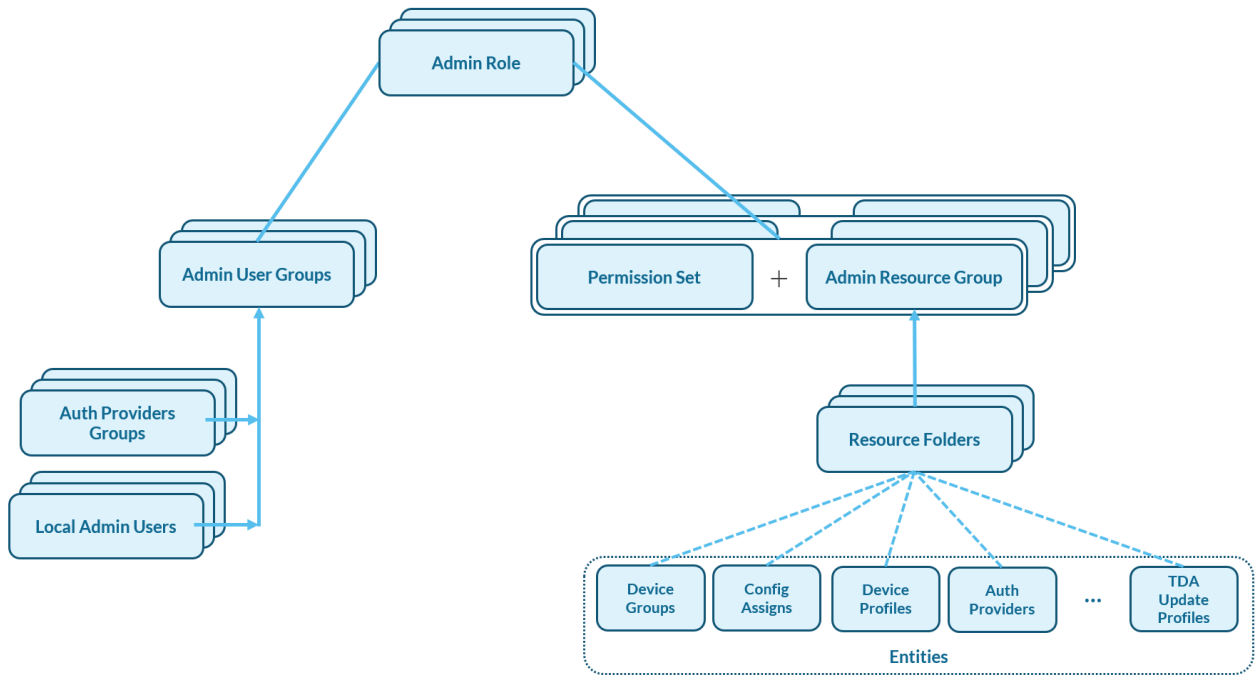 Admin Role
Admin User Groups
Permission Set
+
Admin Resource Group
Auth Providers
Groups
Local Admin Users
Resource Folders
Device
Groups
Config
Assigns
Device
Profiles
Auth
Providers
...
TDA
Update
Profiles
Entities